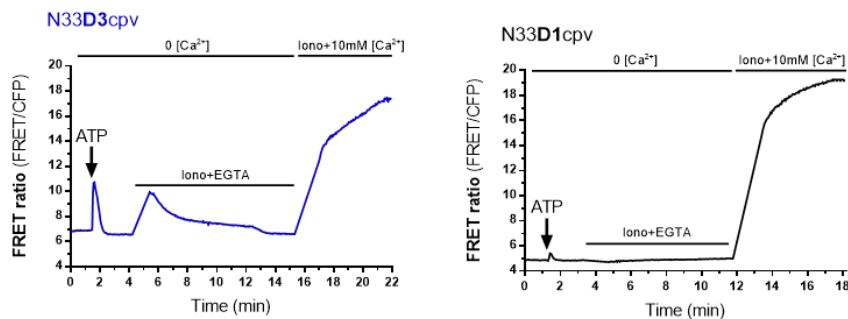 N33D3cpv
0 [Ca²⁺]
Iono+10mM [Ca²⁺]
20
18
16
14
12
10
8
6
4
ATP
Iono+EGTA
FRET ratio (FRET/CFP)
0 2 4 6 8 10 12 14 16 18 20 22
Time (min)
N33D1cpv
0 [Ca²⁺]
Iono+10mM [Ca²⁺]
20
18
16
14
12
10
8
6
4
ATP
Iono+EGTA
FRET ratio (FRET/CFP)
0 2 4 6 8 10 12 14 16 18
Time (min)